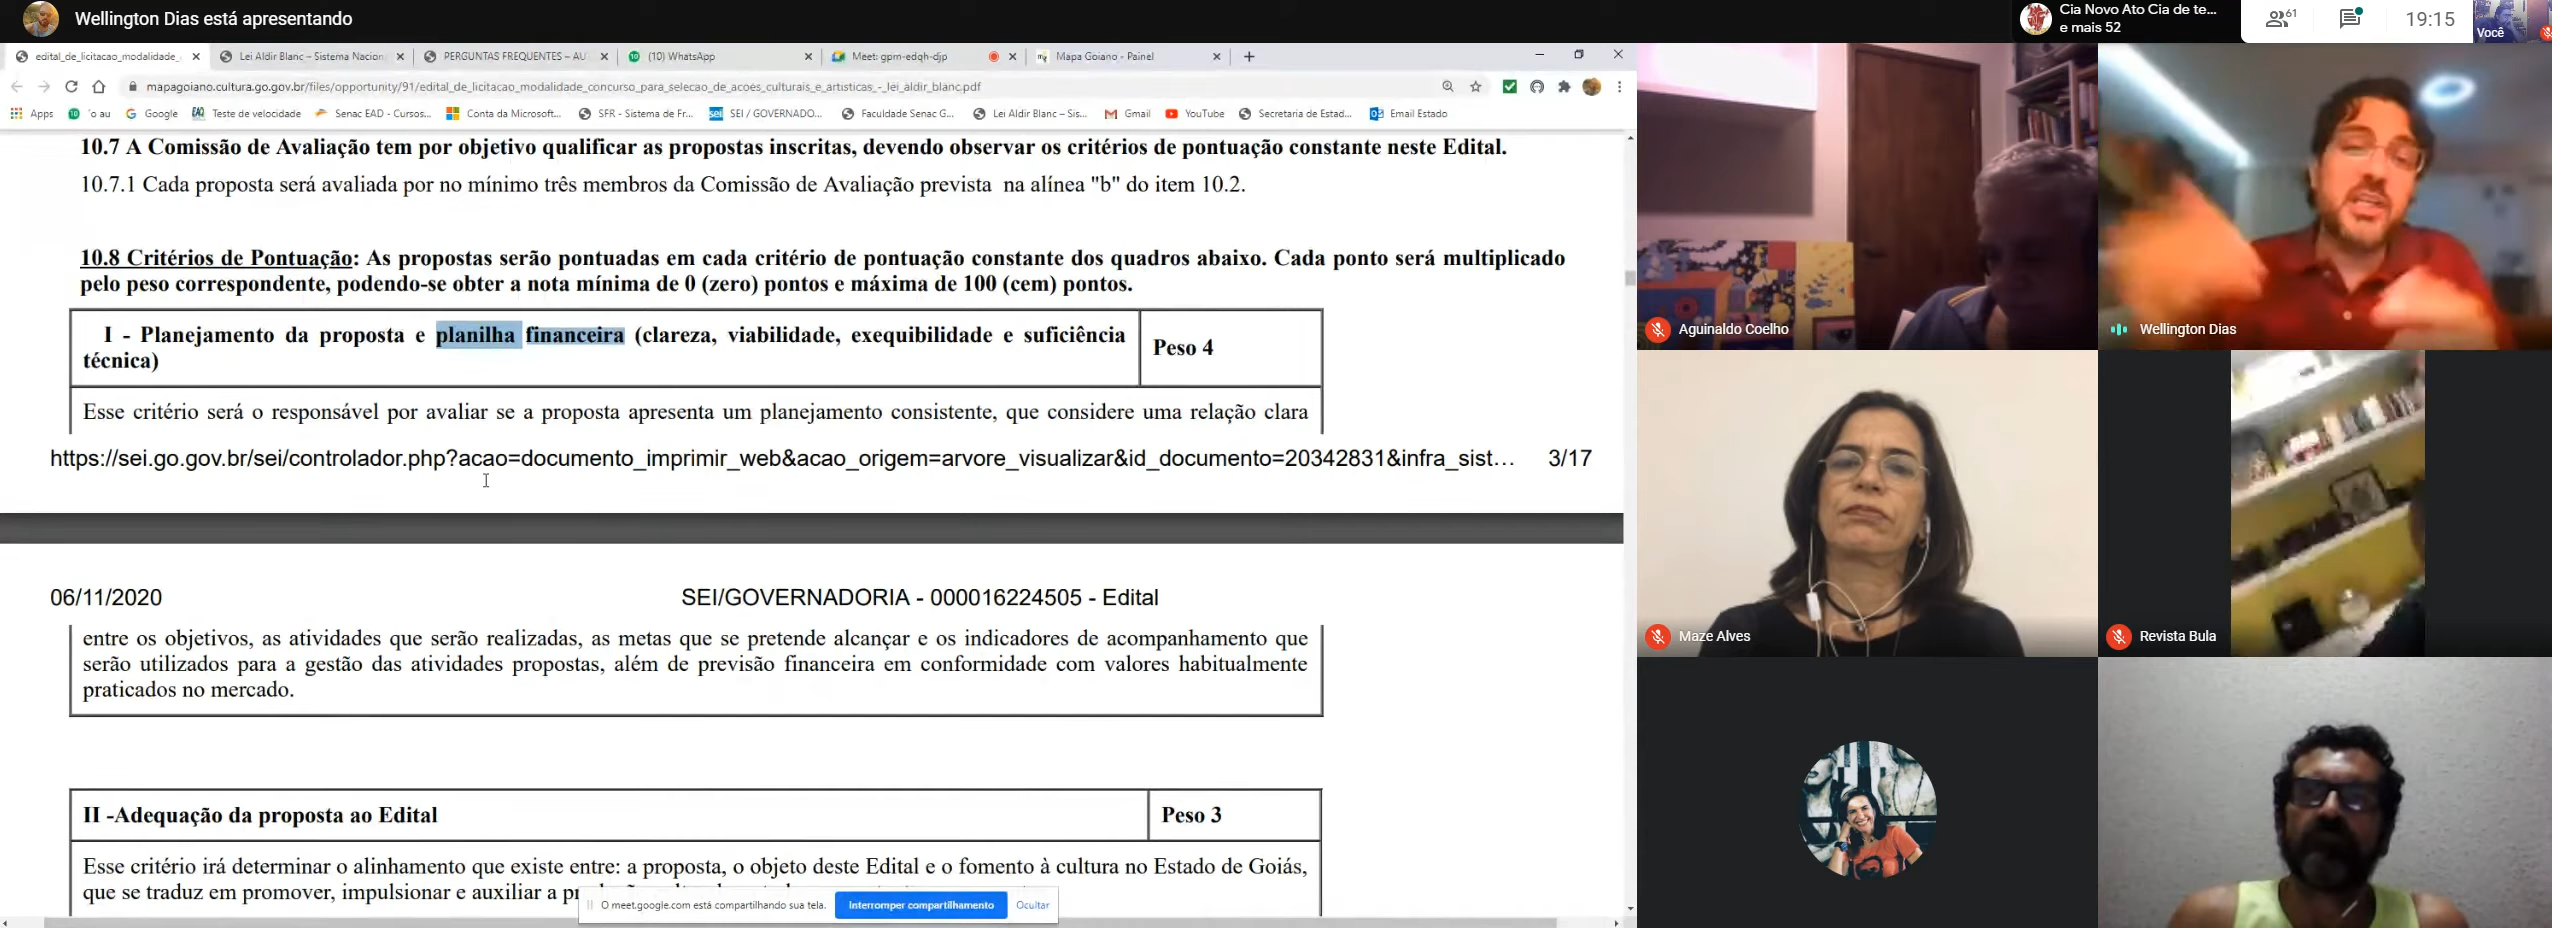 Wellington Dias está apresentando
Cia Novo Ato Cia de te...
e mais 52
61
19:15
Você
edital_de_licitacao_modalidade_
Lei Aldir Blanc – Sistema Nacion
PERGUNTAS FREQUENTES – AU
(10) WhatsApp
Meet: gpm-edqh-djp
Mapa Goiano - Painel
mapagoiano.cultura.go.gov.br/files/opportunity/91/edital_de_licitacao_modalidade_concurso_para_selecao_de_acoes_culturais_e_artisticas_-_lei_aldir_blanc.pdf
Apps
'o au
Google
Teste de velocidade
Senac EAD - Cursos...
Conta da Microsoft...
SFR - Sistema de Fr...
SEI / GOVERNADO...
Faculdade Senac G...
Lei Aldir Blanc – Sis...
Gmail
YouTube
Secretaria de Estad...
Email Estado
10.7 A Comissão de Avaliação tem por objetivo qualificar as propostas inscritas, devendo observar os critérios de pontuação constante neste Edital.
10.7.1 Cada proposta será avaliada por no mínimo três membros da Comissão de Avaliação prevista na alínea "b" do item 10.2.
10.8 Critérios de Pontuação: As propostas serão pontuadas em cada critério de pontuação constante dos quadros abaixo. Cada ponto será multiplicado
pelo peso correspondente, podendo-se obter a nota mínima de 0 (zero) pontos e máxima de 100 (cem) pontos.
I - Planejamento da proposta e planilha financeira (clareza, viabilidade, exequibilidade e suficiência
técnica)
Peso 4
Esse critério será o responsável por avaliar se a proposta apresenta um planejamento consistente, que considere uma relação clara
https://sei.go.gov.br/sei/controlador.php?acao=documento_imprimir_web&acao_origem=arvore_visualizar&id_documento=20342831&infra_sist... 3/17
06/11/2020
SEI/GOVERNADORIA - 000016224505 - Edital
entre os objetivos, as atividades que serão realizadas, as metas que se pretende alcançar e os indicadores de acompanhamento que
serão utilizados para a gestão das atividades propostas, além de previsão financeira em conformidade com valores habitualmente
praticados no mercado.
II -Adequação da proposta ao Edital
Peso 3
Esse critério irá determinar o alinhamento que existe entre: a proposta, o objeto deste Edital e o fomento à cultura no Estado de Goiás,
que se traduz em promover, impulsionar e auxiliar a
O meet.google.com está compartilhando sua tela.
Interromper compartilhamento
Ocultar
Aguinaldo Coelho
Wellington Dias
Maze Alves
Revista Bula